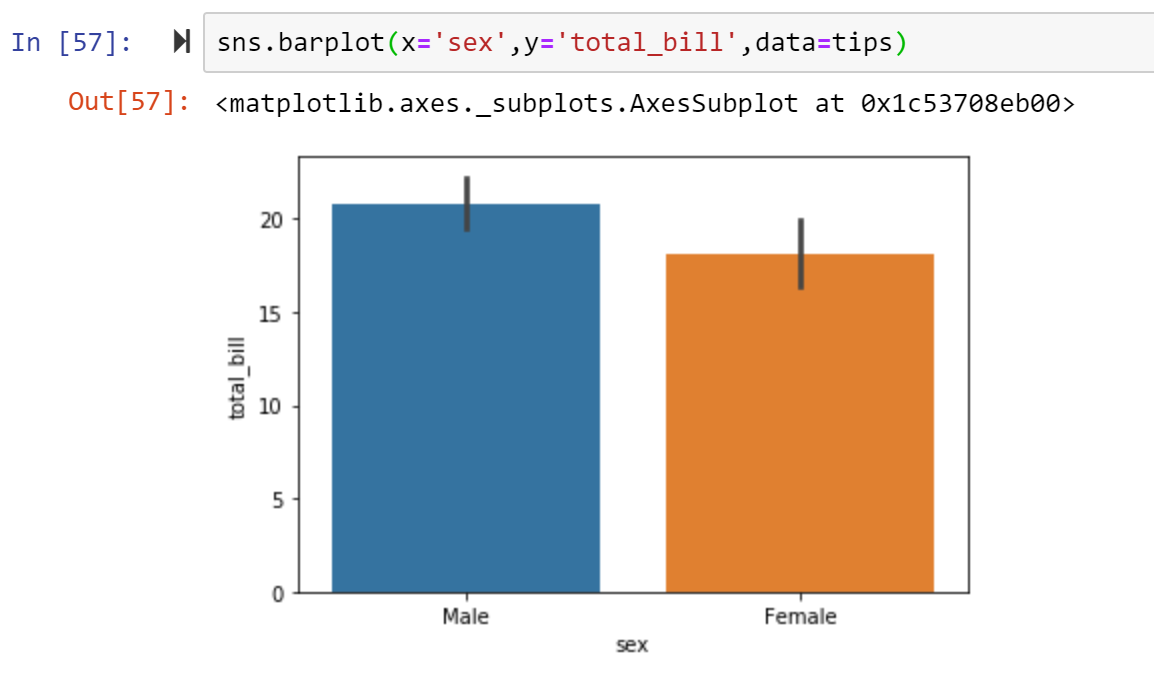 In [57]: sns.barplot(x='sex',y='total_bill',data=tips)
Out[57]: <matplotlib.axes._subplots.AxesSubplot at 0x1c53708eb00>
20
15
10
5
0
total_bill
Male Female
sex